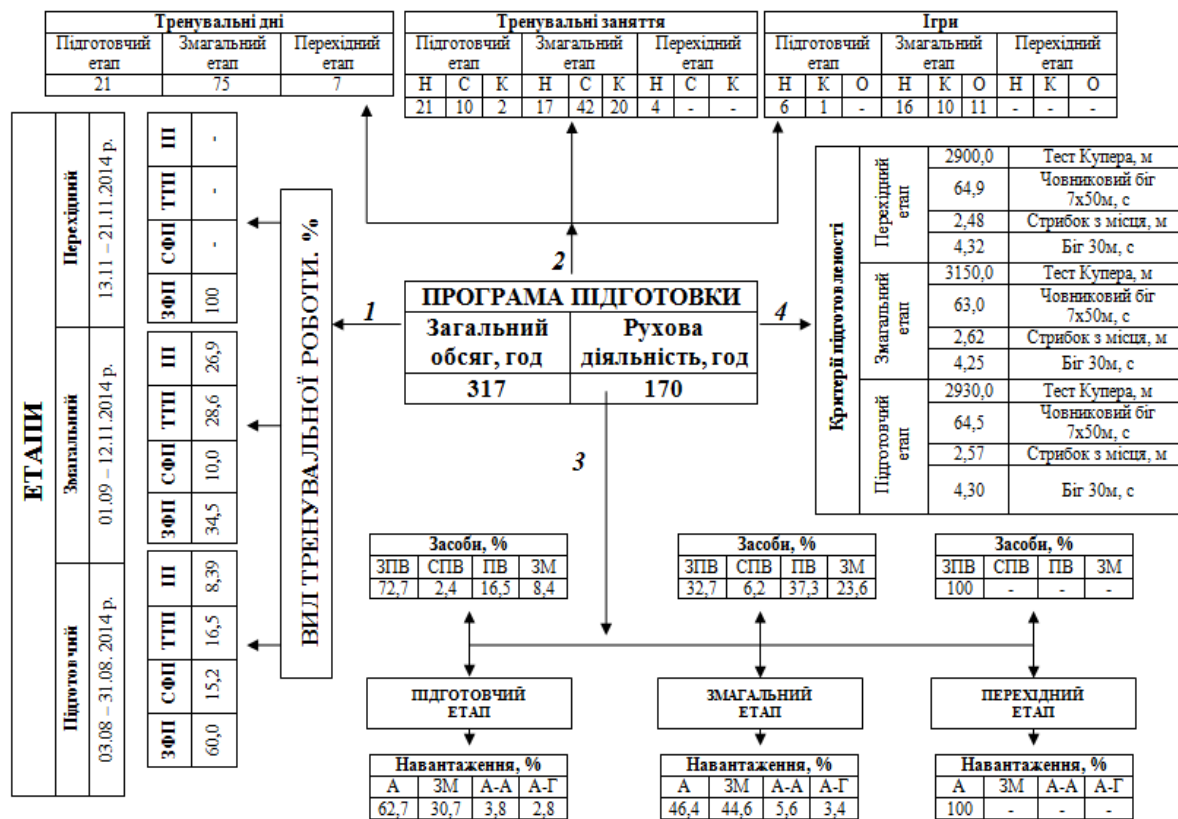 Тренувальні дні
Підготовчий етап Змагальний етап Перехідний етап
21 75 7
Тренувальні заняття
Підготовчий етап Змагальний етап Перехідний етап
Н С К Н С К Н С К
21 10 2 17 42 20 4 - -
Ігри
Підготовчий етап Змагальний етап Перехідний етап
Н К О Н К О Н К О
6 1 - 16 10 11 - - -
ЕТАПИ
Перехідний
13.11 – 21.11.2014 р.
Змагальний
01.09 – 12.11.2014 р.
Підготовчий
03.08 – 31.08. 2014 р.
ЗФП СФП ТТП ІП
100 - - -
ЗФП СФП ТТП ІП
34,5 10,0 28,6 26,9
ЗФП СФП ТТП ІП
60,0 15,2 16,5 8,39
ВИД ТРЕНУВАЛЬНОЇ РОБОТИ. %
1
2
3
4
ПРОГРАМА ПІДГОТОВКИ
Загальний обсяг, год
Рухова діяльність, год
317 170
Критерії підготовленості
Перехідний етап
2900,0 Тест Купера, м
64,9 Човниковий біг 7х50м, с
2,48 Стрибок з місця, м
4,32 Біг 30м, с
Змагальний етап
3150,0 Тест Купера, м
63,0 Човниковий біг 7х50м, с
2,62 Стрибок з місця, м
4,25 Біг 30м, с
Підготовчий етап
2930,0 Тест Купера, м
64,5 Човниковий біг 7х50м, с
2,57 Стрибок з місця, м
4,30 Біг 30м, с
Засоби, %
ЗПВ СПВ ПВ ЗМ
72,7 2,4 16,5 8,4
Засоби, %
ЗПВ СПВ ПВ ЗМ
32,7 6,2 37,3 23,6
Засоби, %
ЗПВ СПВ ПВ ЗМ
100 - - -
ПІДГОТОВЧИЙ ЕТАП
ЗМАГАЛЬНИЙ ЕТАП
ПЕРЕХІДНИЙ ЕТАП
Навантаження, %
А ЗМ А-А А-Г
62,7 30,7 3,8 2,8
Навантаження, %
А ЗМ А-А А-Г
46,4 44,6 5,6 3,4
Навантаження, %
А ЗМ А-А А-Г
100 - - -